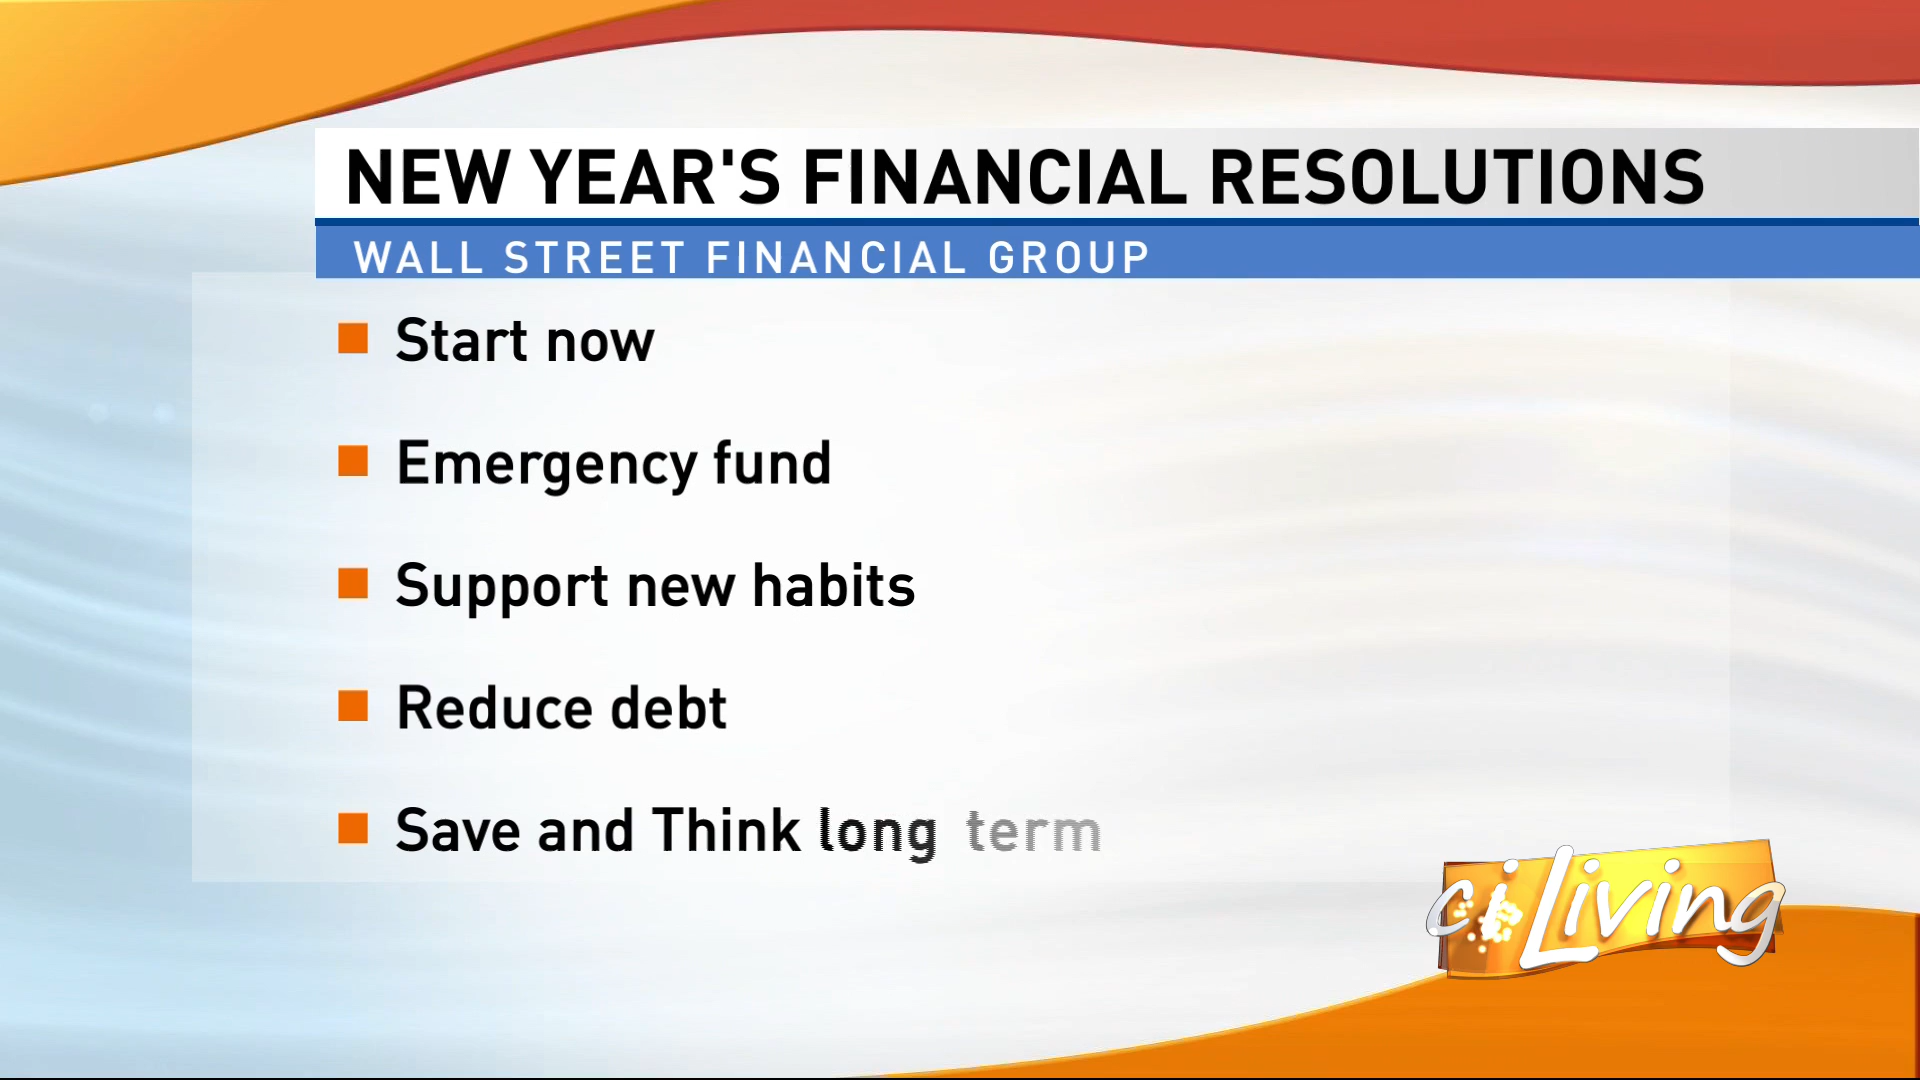 NEW YEAR'S FINANCIAL RESOLUTIONS
WALL STREET FINANCIAL GROUP
Start now
Emergency fund
Support new habits
Reduce debt
Save and Think long term
ciLiving